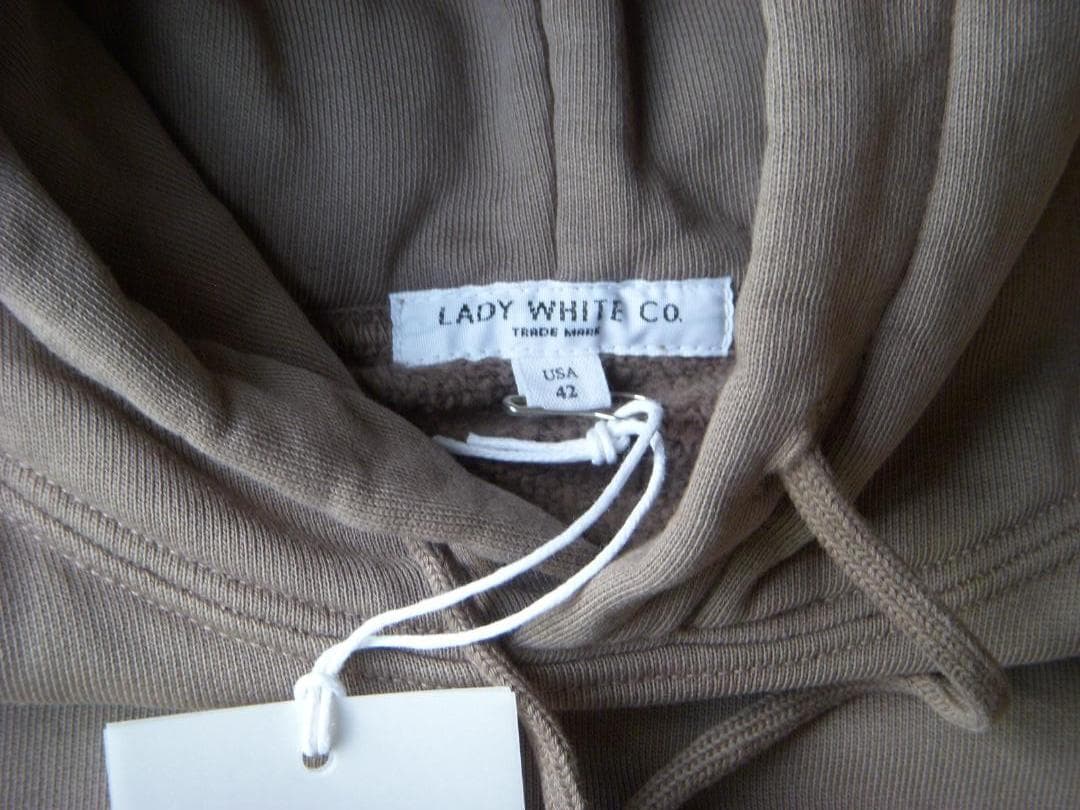 LADY WHITE CO.
TRADE MARK
USA
42